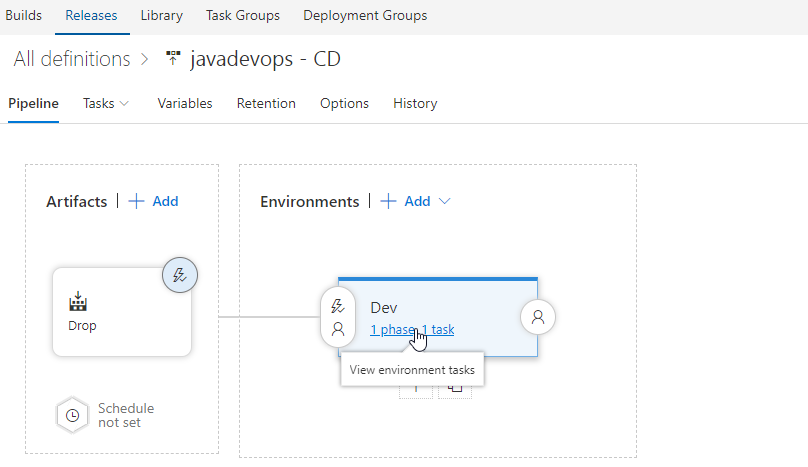 Builds Releases Library Task Groups Deployment Groups
All definitions > javadevops - CD
Pipeline Tasks Variables Retention Options History
Artifacts | + Add
Environments | + Add
Drop
Dev
1 phase, 1 task
View environment tasks
Schedule
not set